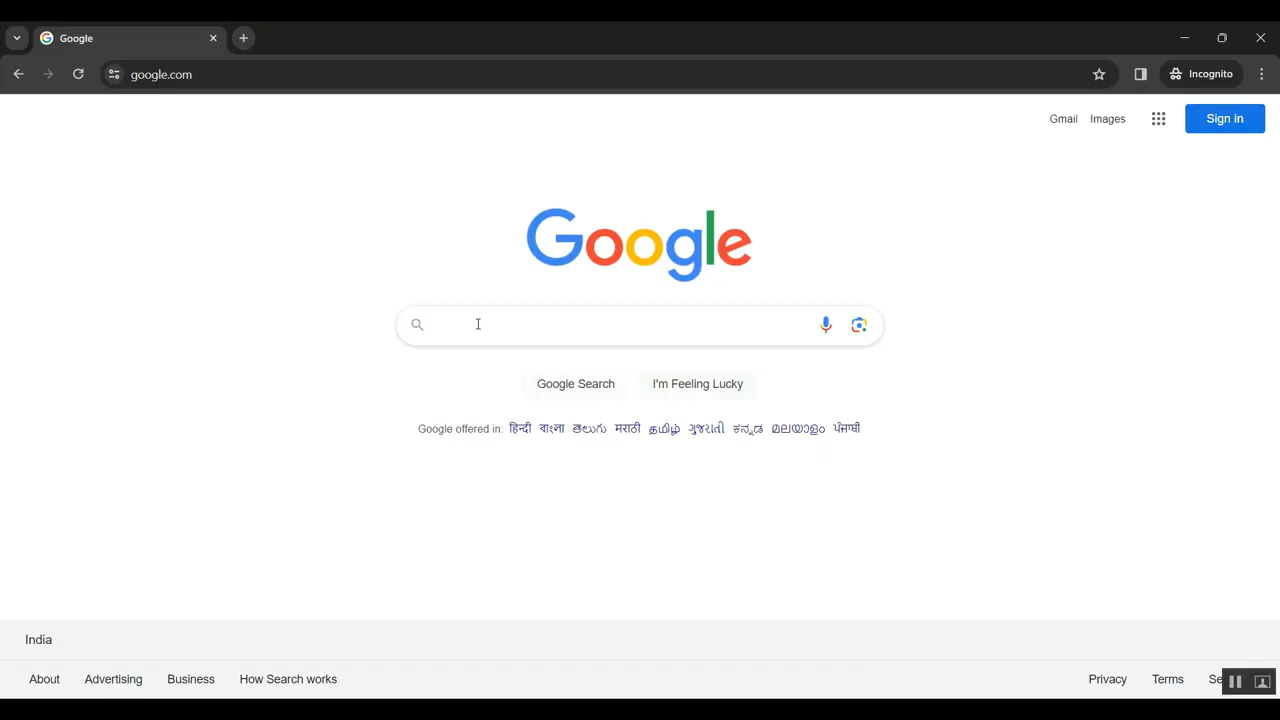 Google
google.com
Incognito
Gmail Images Sign in
Google
Google Search I'm Feeling Lucky
Google offered in: हिन्दी বাংলা తెలుగు मराठी தமிழ் ગુજરાતી ಕನ್ನಡ മലയാളം ਪੰਜਾਬੀ
India
About Advertising Business How Search works Privacy Terms Se